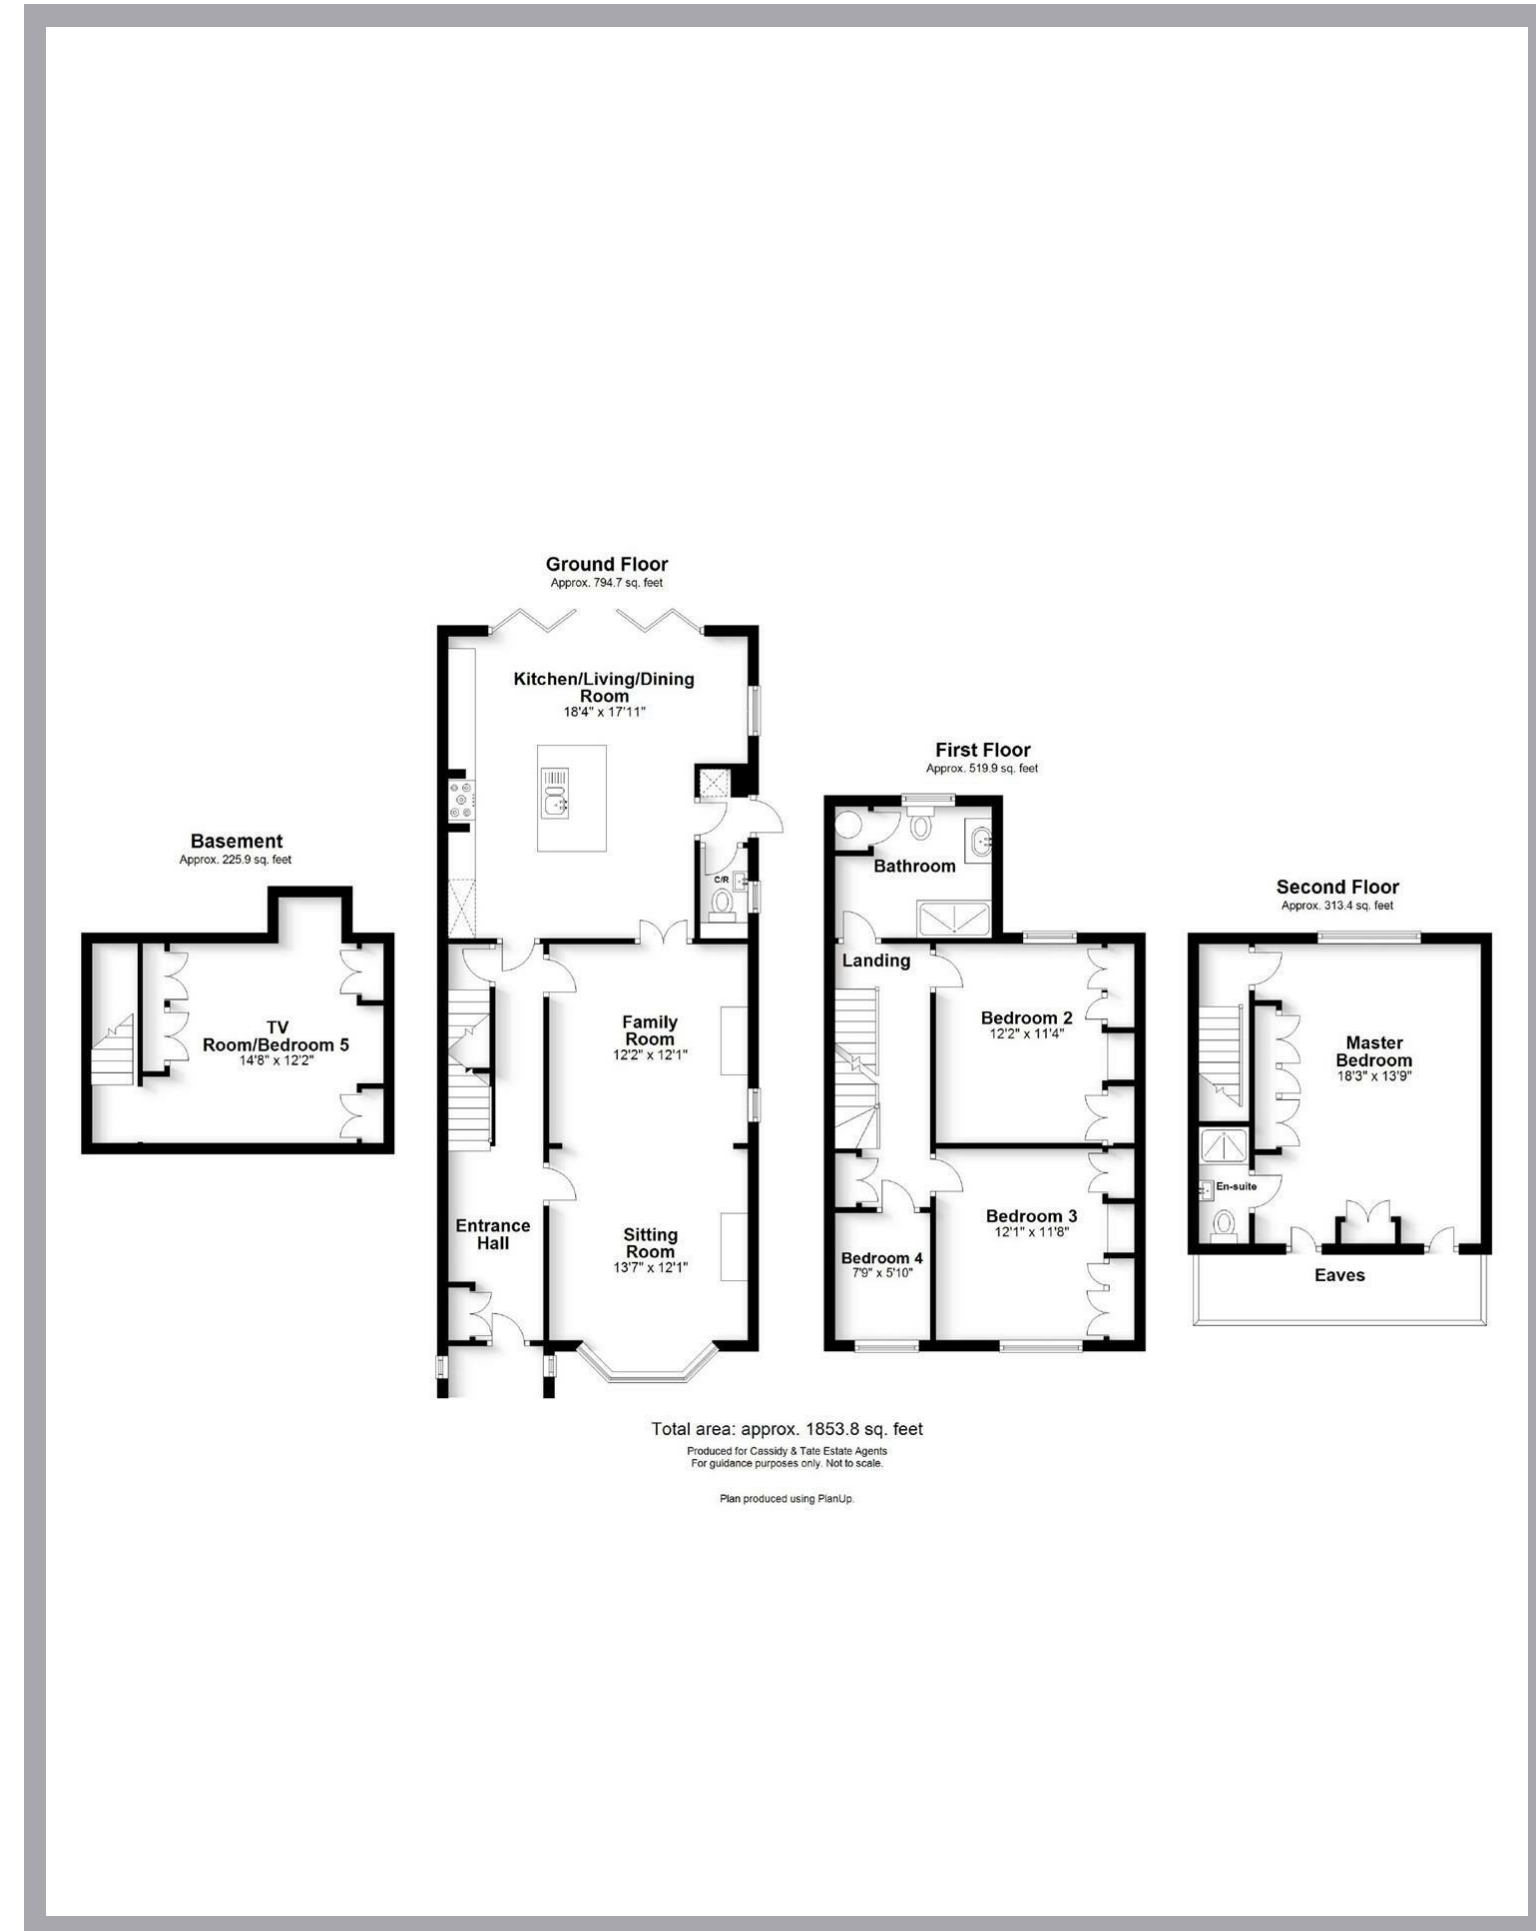 Ground Floor
Approx. 794.7 sq. feet
Kitchen/Living/Dining
Room
18'4" x 17'11"
C/R
Family
Room
12'2" x 12'1"
Entrance
Hall
Sitting
Room
13'7" x 12'1"
Basement
Approx. 225.9 sq. feet
TV
Room/Bedroom 5
14'8" x 12'2"
First Floor
Approx. 519.9 sq. feet
Bathroom
Landing
Bedroom 2
12'2" x 11'4"
Bedroom 3
12'1" x 11'8"
Bedroom 4
7'9" x 5'10"
Second Floor
Approx. 313.4 sq. feet
Master
Bedroom
18'3" x 13'9"
En-suite
Eaves
Total area: approx. 1853.8 sq. feet
Produced for Cassidy & Tate Estate Agents
For guidance purposes only. Not to scale.
Plan produced using PlanUp.